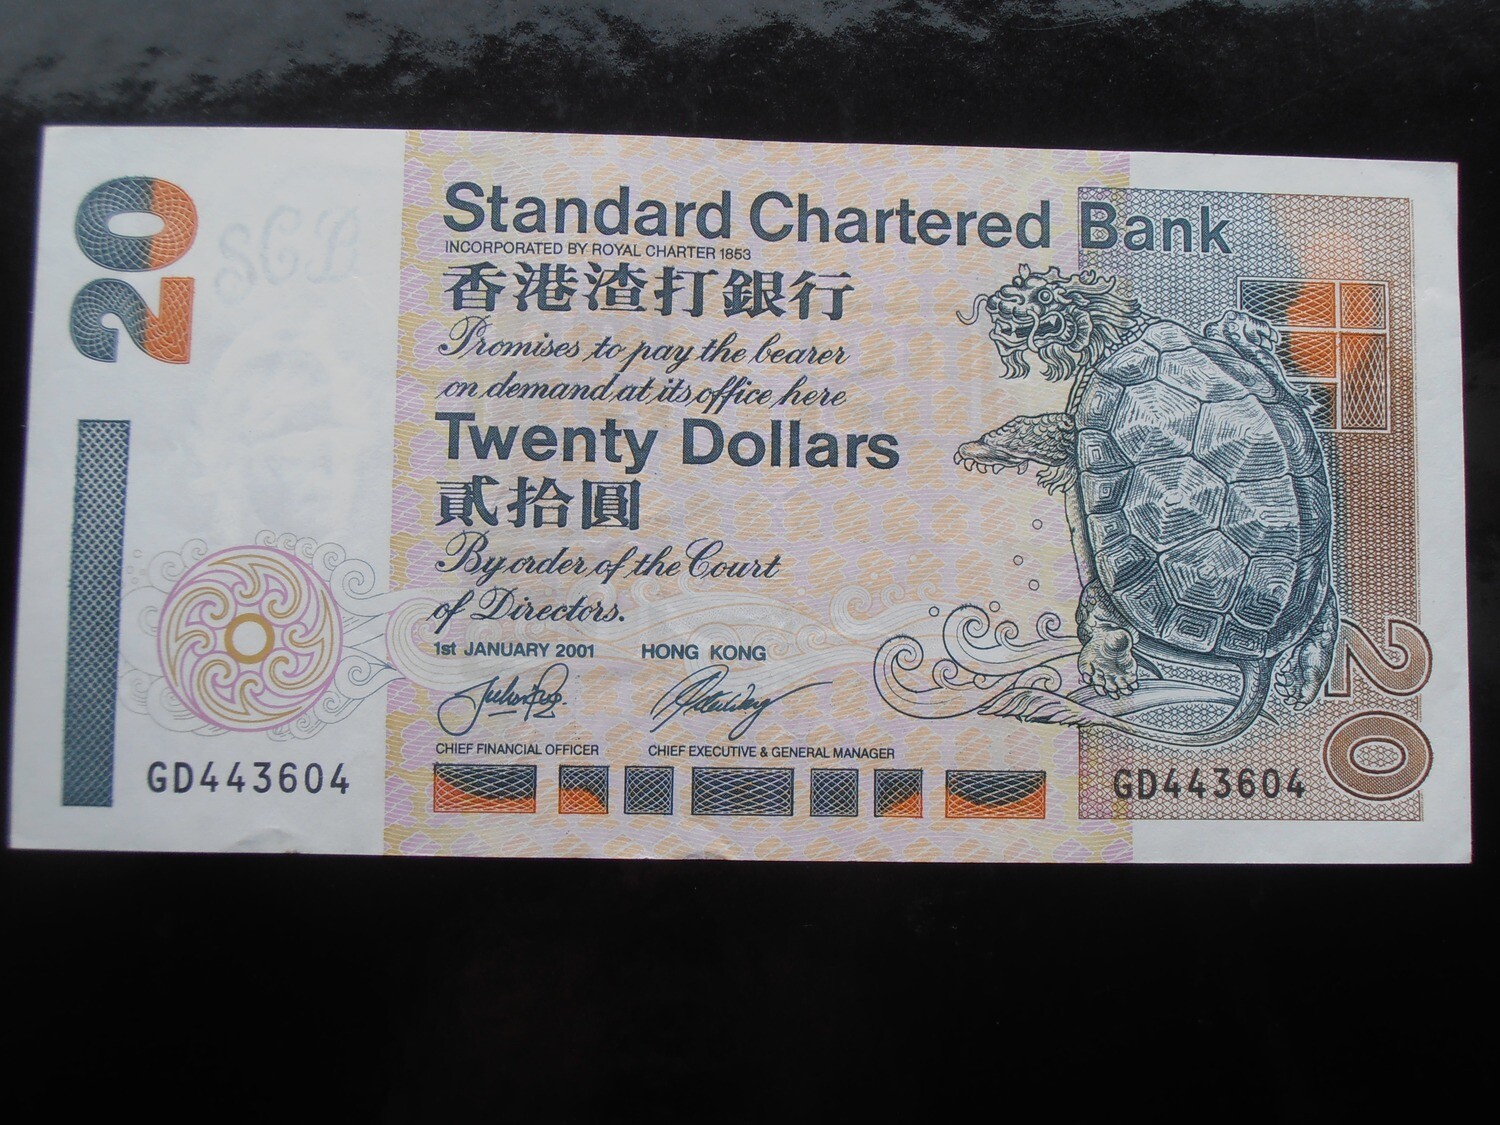 20
SCB
Standard Chartered Bank
INCORPORATED BY ROYAL CHARTER 1853
香港渣打銀行
Promises to pay the bearer
on demand at its office here
Twenty Dollars
貳拾圓
By order of the Court
of Directors.
1st JANUARY 2001 HONG KONG
CHIEF FINANCIAL OFFICER CHIEF EXECUTIVE & GENERAL MANAGER
GD443604
GD443604
20